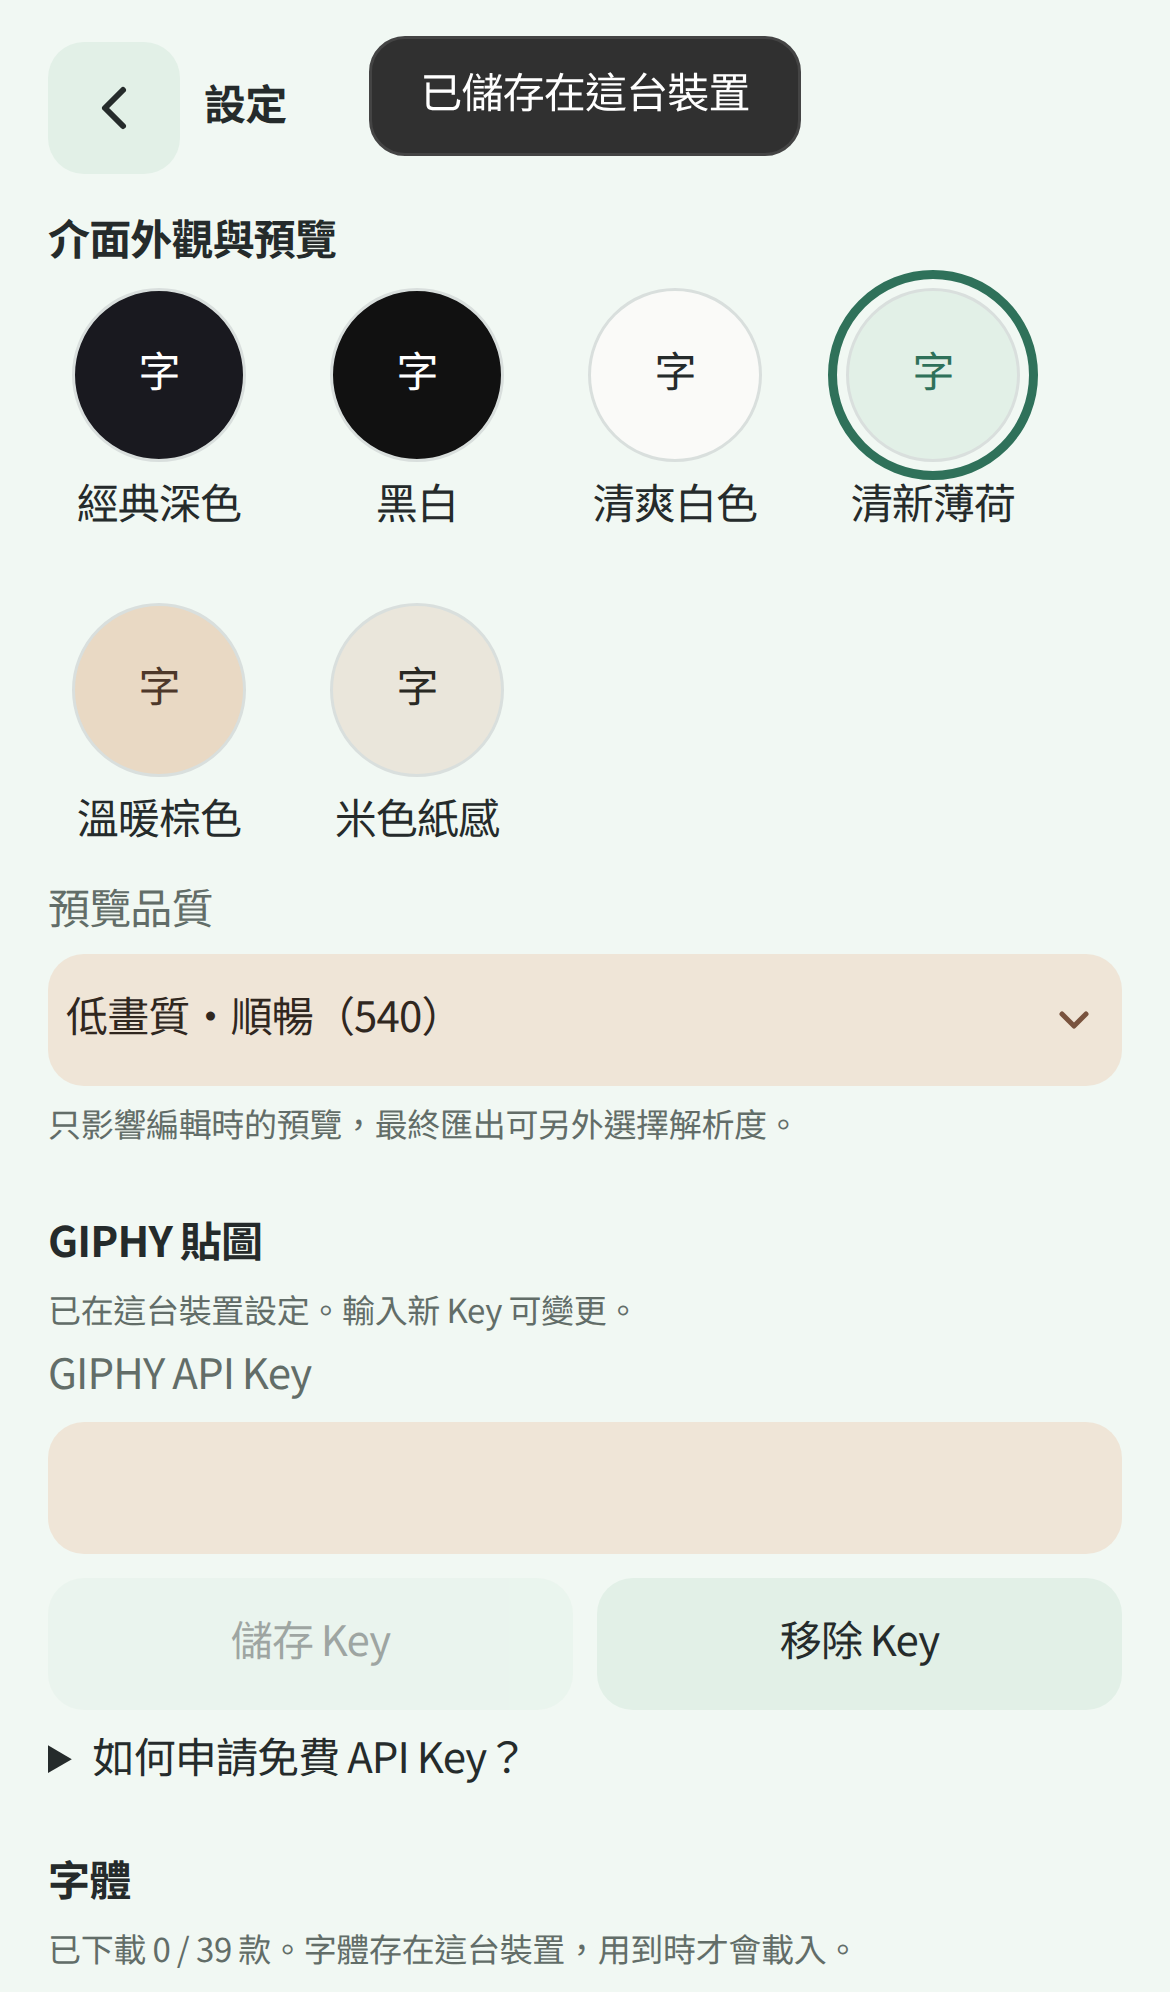 設定
已儲存在這台裝置
介面外觀與預覽
字
字
字
字
經典深色
黑白
清爽白色
清新薄荷
字
字
溫暖棕色
米色紙感
預覽品質
低畫質・順暢（540）
只影響編輯時的預覽，最終匯出可另外選擇解析度。
GIPHY 貼圖
已在這台裝置設定。輸入新 Key 可變更。
GIPHY API Key
儲存 Key
移除 Key
如何申請免費 API Key？
字體
已下載 0 / 39 款。字體存在這台裝置，用到時才會載入。